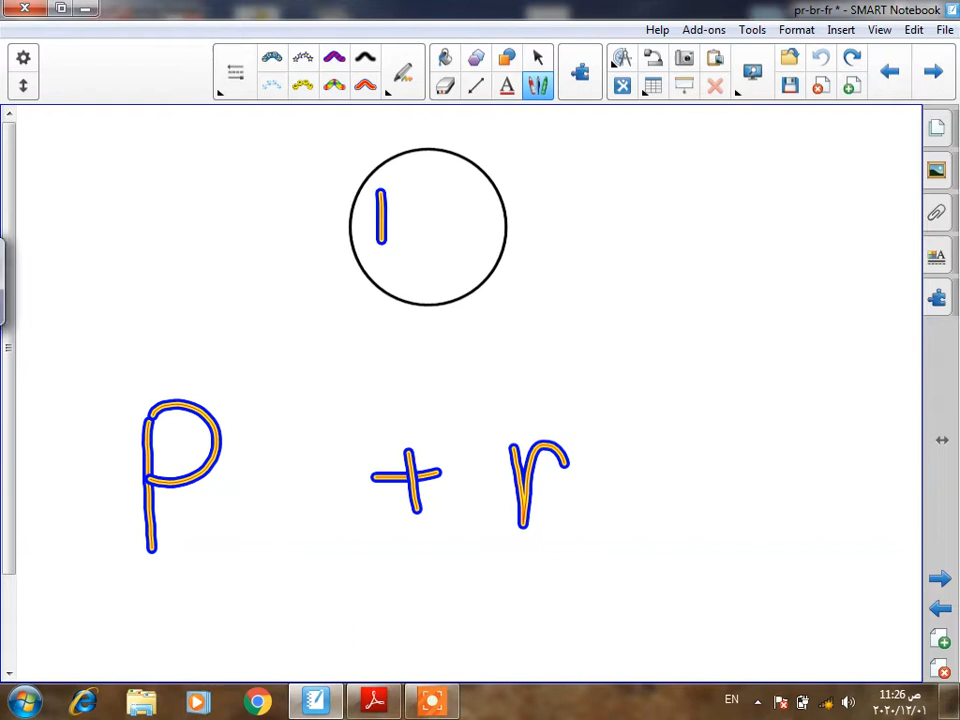 pr-br-fr * - SMART Notebook
Help Add-ons Tools Format Insert View Edit File
P + r
EN
11:26 ص
٢٠٢٠/١٢/٠١